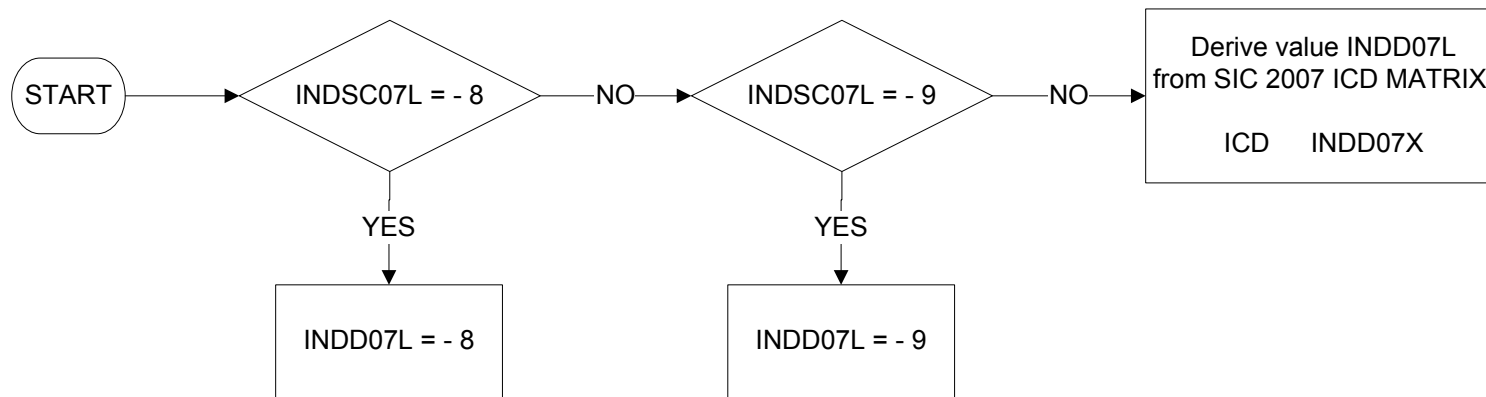 START
INDSC07L = - 8
NO
INDSC07L = - 9
NO
Derive value INDD07L
from SIC 2007 ICD MATRIX
ICD INDD07X
YES
YES
INDD07L = - 8
INDD07L = - 9